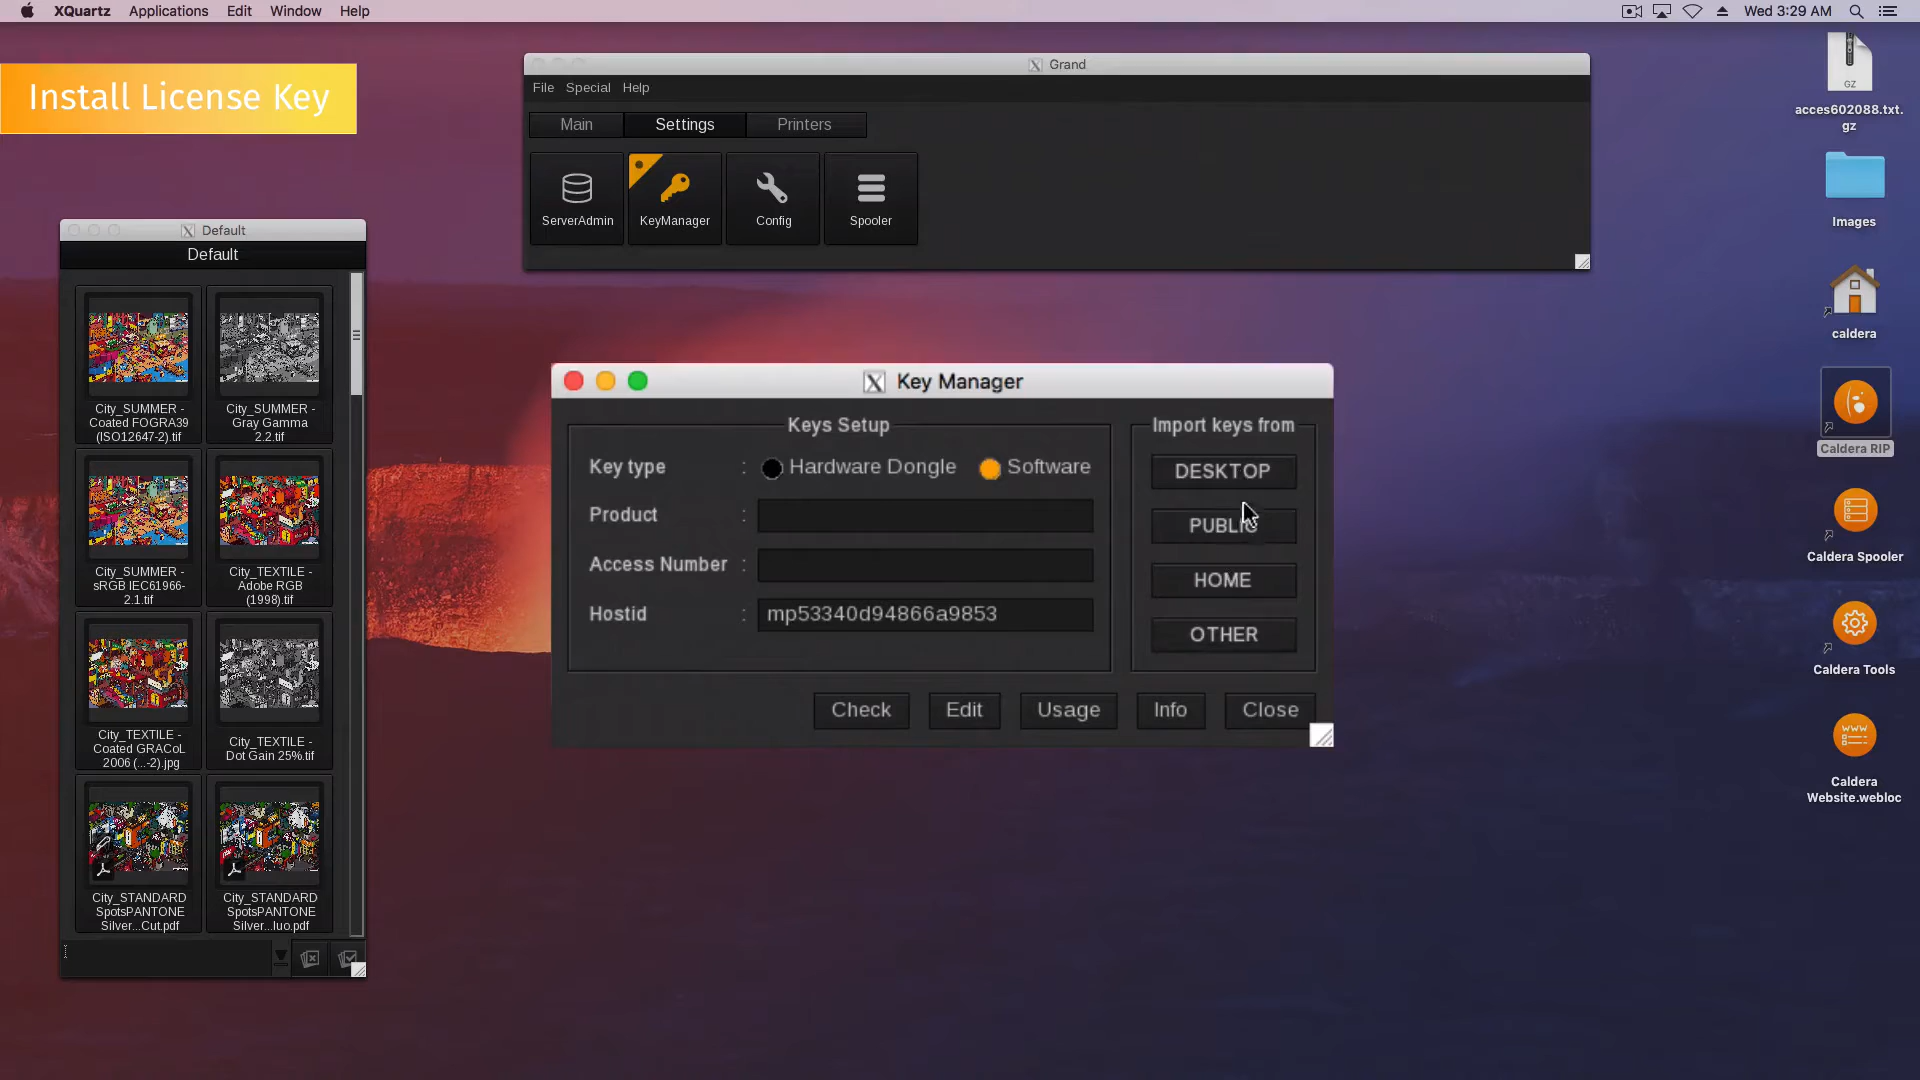 XQuartz Applications Edit Window Help
Wed 3:29 AM
Install License Key
Grand
File Special Help
Main Settings Printers
ServerAdmin KeyManager Config Spooler
Default
Default
City_SUMMER -
Coated FOGRA39
(ISO12647-2).tif
City_SUMMER -
Gray Gamma
2.2.tif
City_SUMMER -
sRGB IEC61966-
2.1.tif
City_TEXTILE -
Adobe RGB
(1998).tif
City_TEXTILE -
Coated GRACoL
2006 (...-2).jpg
City_TEXTILE -
Dot Gain 25%.tif
City_STANDARD
SpotsPANTONE
Silver...Cut.pdf
City_STANDARD
SpotsPANTONE
Silver...luo.pdf
Key Manager
Keys Setup
Key type : Hardware Dongle Software
Product :
Access Number :
Hostid : mp53340d94866a9853
Import keys from
DESKTOP
PUBLIC
HOME
OTHER
Check Edit Usage Info Close
GZ
acces602088.txt.
gz
Images
caldera
Caldera RIP
Caldera Spooler
Caldera Tools
WWW
Caldera
Website.webloc